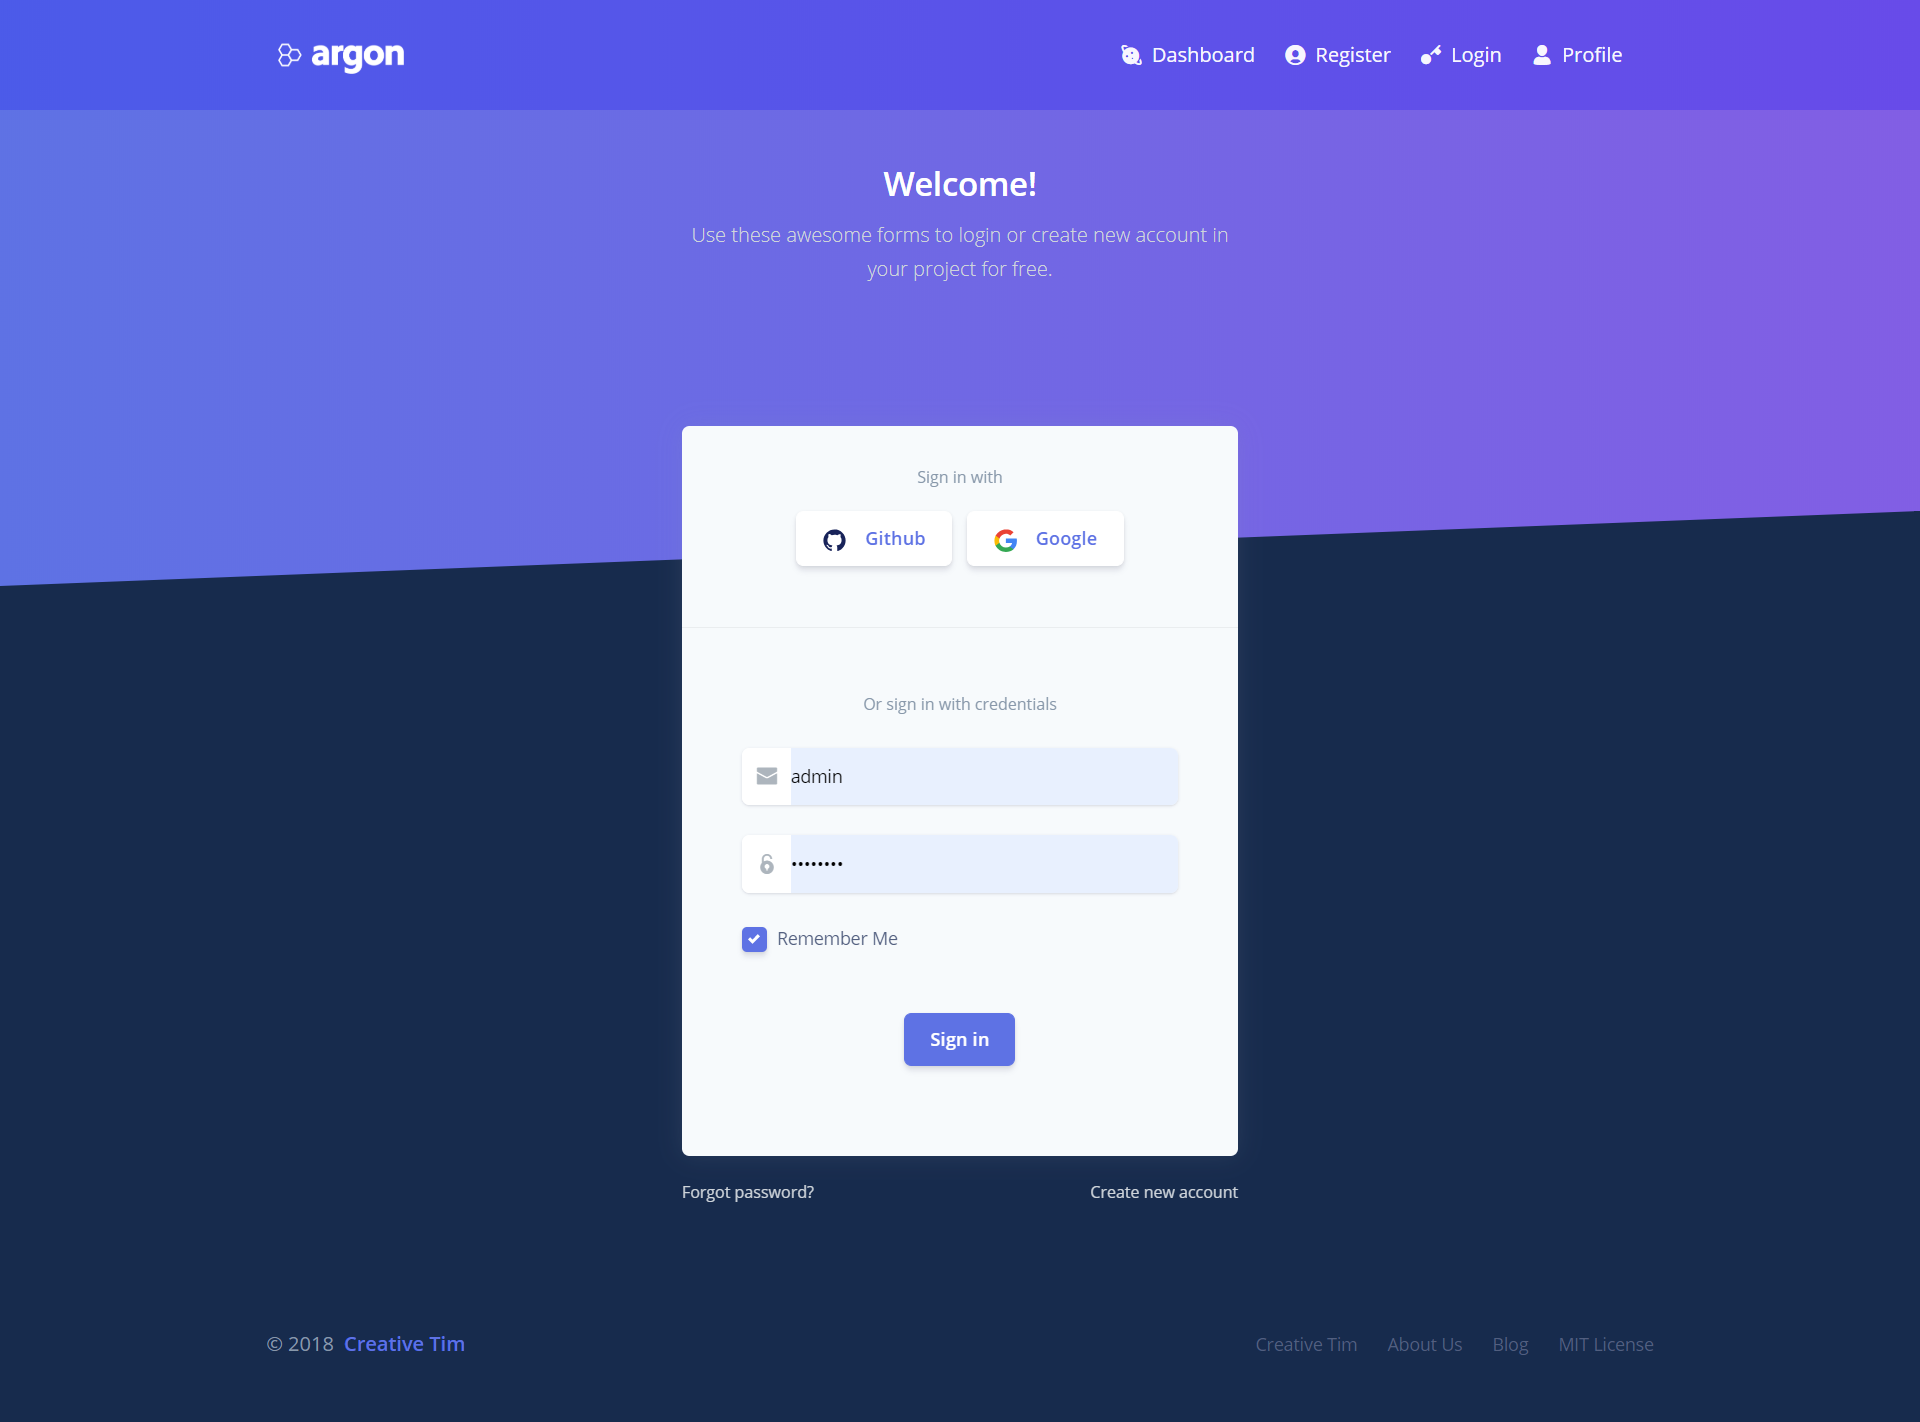 argon
Dashboard Register Login Profile
Welcome!
Use these awesome forms to login or create new account in
your project for free.
Sign in with
Github Google
Or sign in with credentials
admin
••••••••
Remember Me
Sign in
Forgot password? Create new account
© 2018 Creative Tim Creative Tim About Us Blog MIT License